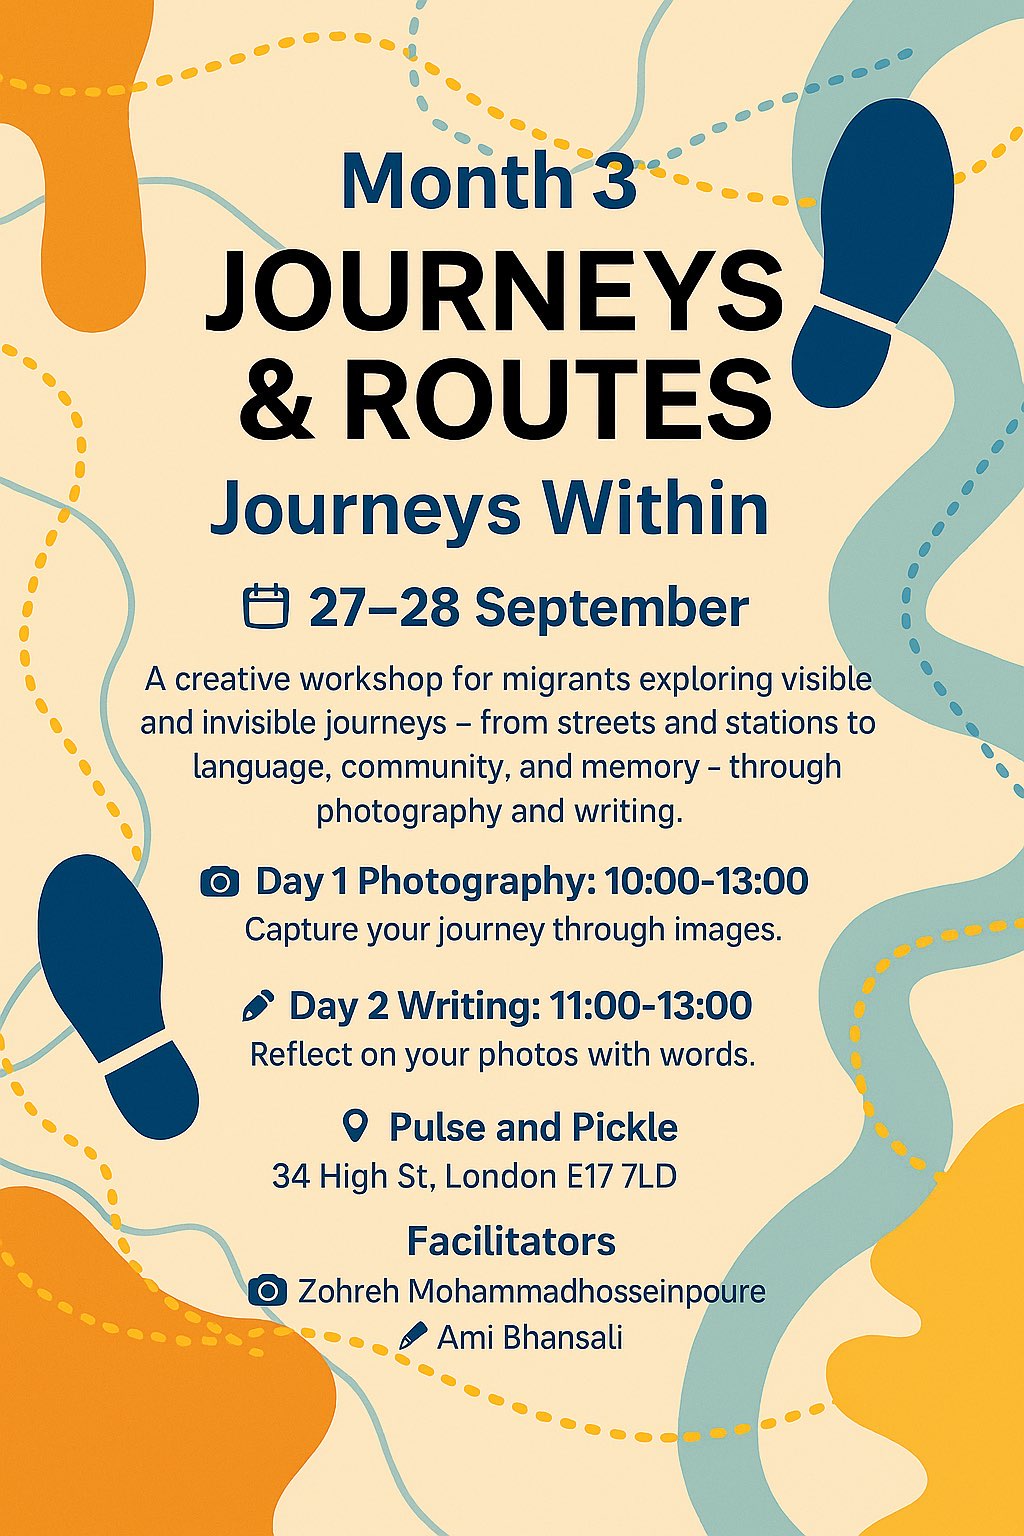 Month 3
JOURNEYS
& ROUTES
Journeys Within
27–28 September
A creative workshop for migrants exploring visible
and invisible journeys – from streets and stations to
language, community, and memory – through
photography and writing.
Day 1 Photography: 10:00-13:00
Capture your journey through images.
Day 2 Writing: 11:00-13:00
Reflect on your photos with words.
Pulse and Pickle
34 High St, London E17 7LD
Facilitators
Zohreh Mohammadhosseinpoure
Ami Bhansali